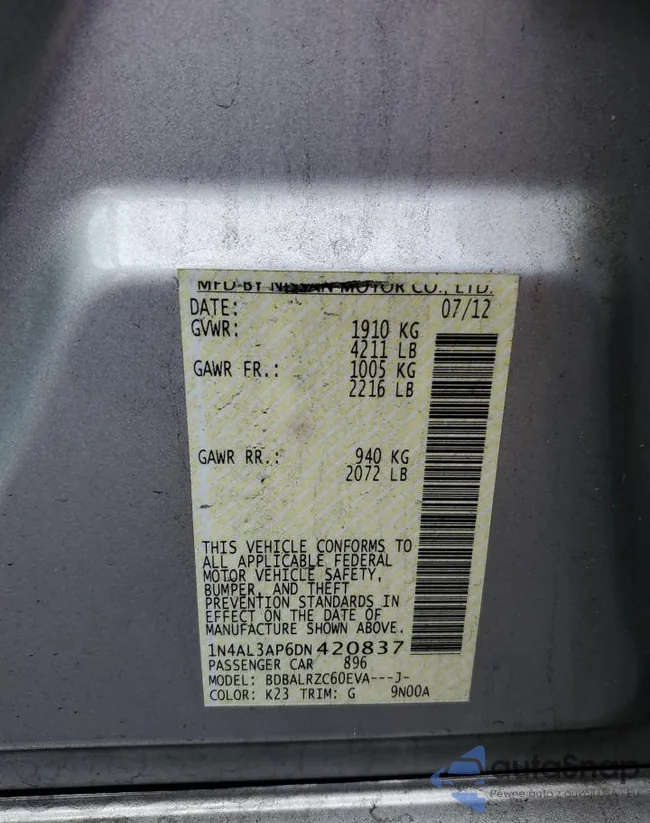 MFD BY NISSAN MOTOR CO., LTD.
DATE: 07/12
GVWR: 1910 KG
4211 LB
GAWR FR.: 1005 KG
2216 LB
GAWR RR.: 940 KG
2072 LB
THIS VEHICLE CONFORMS TO
ALL APPLICABLE FEDERAL
MOTOR VEHICLE SAFETY,
BUMPER, AND THEFT
PREVENTION STANDARDS IN
EFFECT ON THE DATE OF
MANUFACTURE SHOWN ABOVE.
1N4AL3AP6DN420837
PASSENGER CAR 896
MODEL: BDBALRZC60EVA---J-
COLOR: K23 TRIM: G 9N00A
autoSnap
Pewne auto z